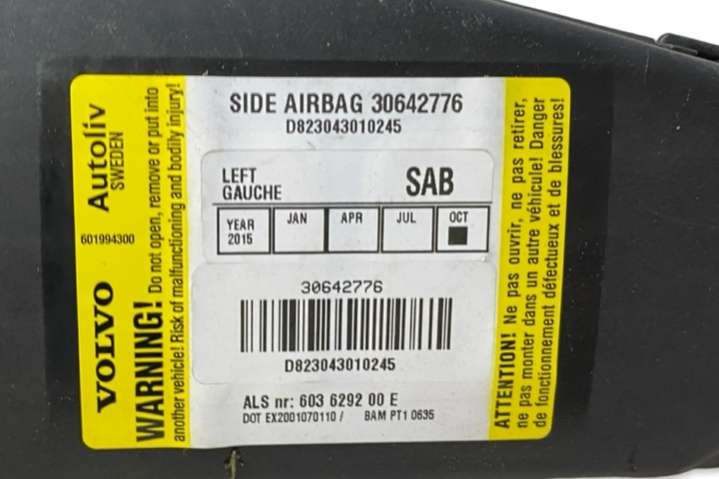 VOLVO
601994300
Autoliv
SWEDEN
WARNING! Do not open, remove or put into
another vehicle! Risk of malfunctioning and bodily injury!
SIDE AIRBAG 30642776
D823043010245
LEFT
GAUCHE
SAB
YEAR JAN APR JUL OCT
2015
30642776
D823043010245
ALS nr: 603 6292 00 E
DOT EX2001070110 / BAM PT1 0635
ATTENTION! Ne pas ouvrir, ne pas retirer,
ne pas monter dans un autre véhicule! Danger
de fonctionnement défectueux et de blessures!